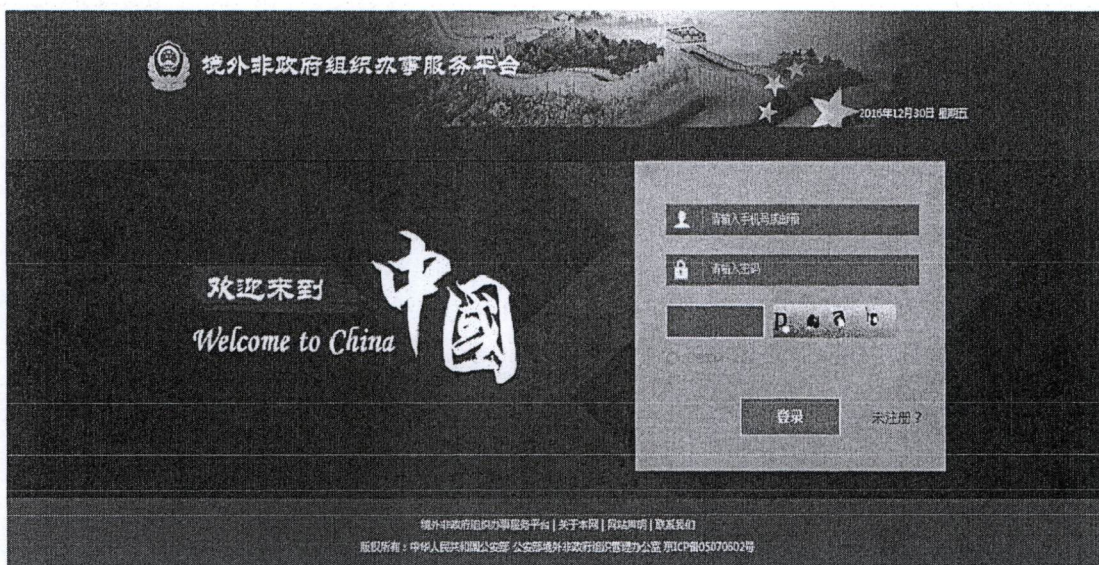 境外非政府组织办事服务平台
2016年12月30日 星期五
请输入手机号或邮箱
欢迎来到
中國
请输入密码
Welcome to China
登录
未注册？
境外非政府组织办事服务平台 | 关于本网 | 网站声明 | 联系我们
版权所有：中华人民共和国公安部 公安部境外非政府组织管理办公室 京ICP备05070602号